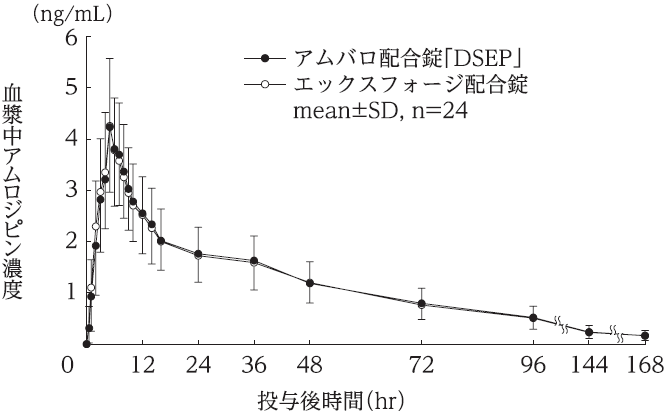 (ng/mL)
6
5
4
3
2
1
0
血漿中アムロジピン濃度
アムバロ配合錠「DSEP」
エックスフォージ配合錠
mean±SD, n=24
12 24 36 48 72 96 144 168
投与後時間(hr)